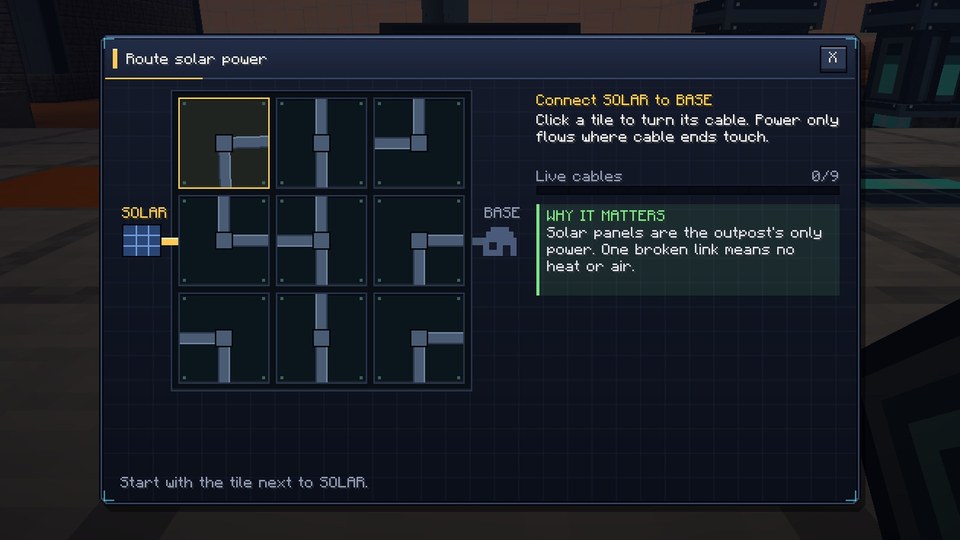 Route solar power
X
Connect SOLAR to BASE
Click a tile to turn its cable. Power only
flows where cable ends touch.
Live cables 0/9
SOLAR
BASE
WHY IT MATTERS
Solar panels are the outpost's only
power. One broken link means no
heat or air.
Start with the tile next to SOLAR.